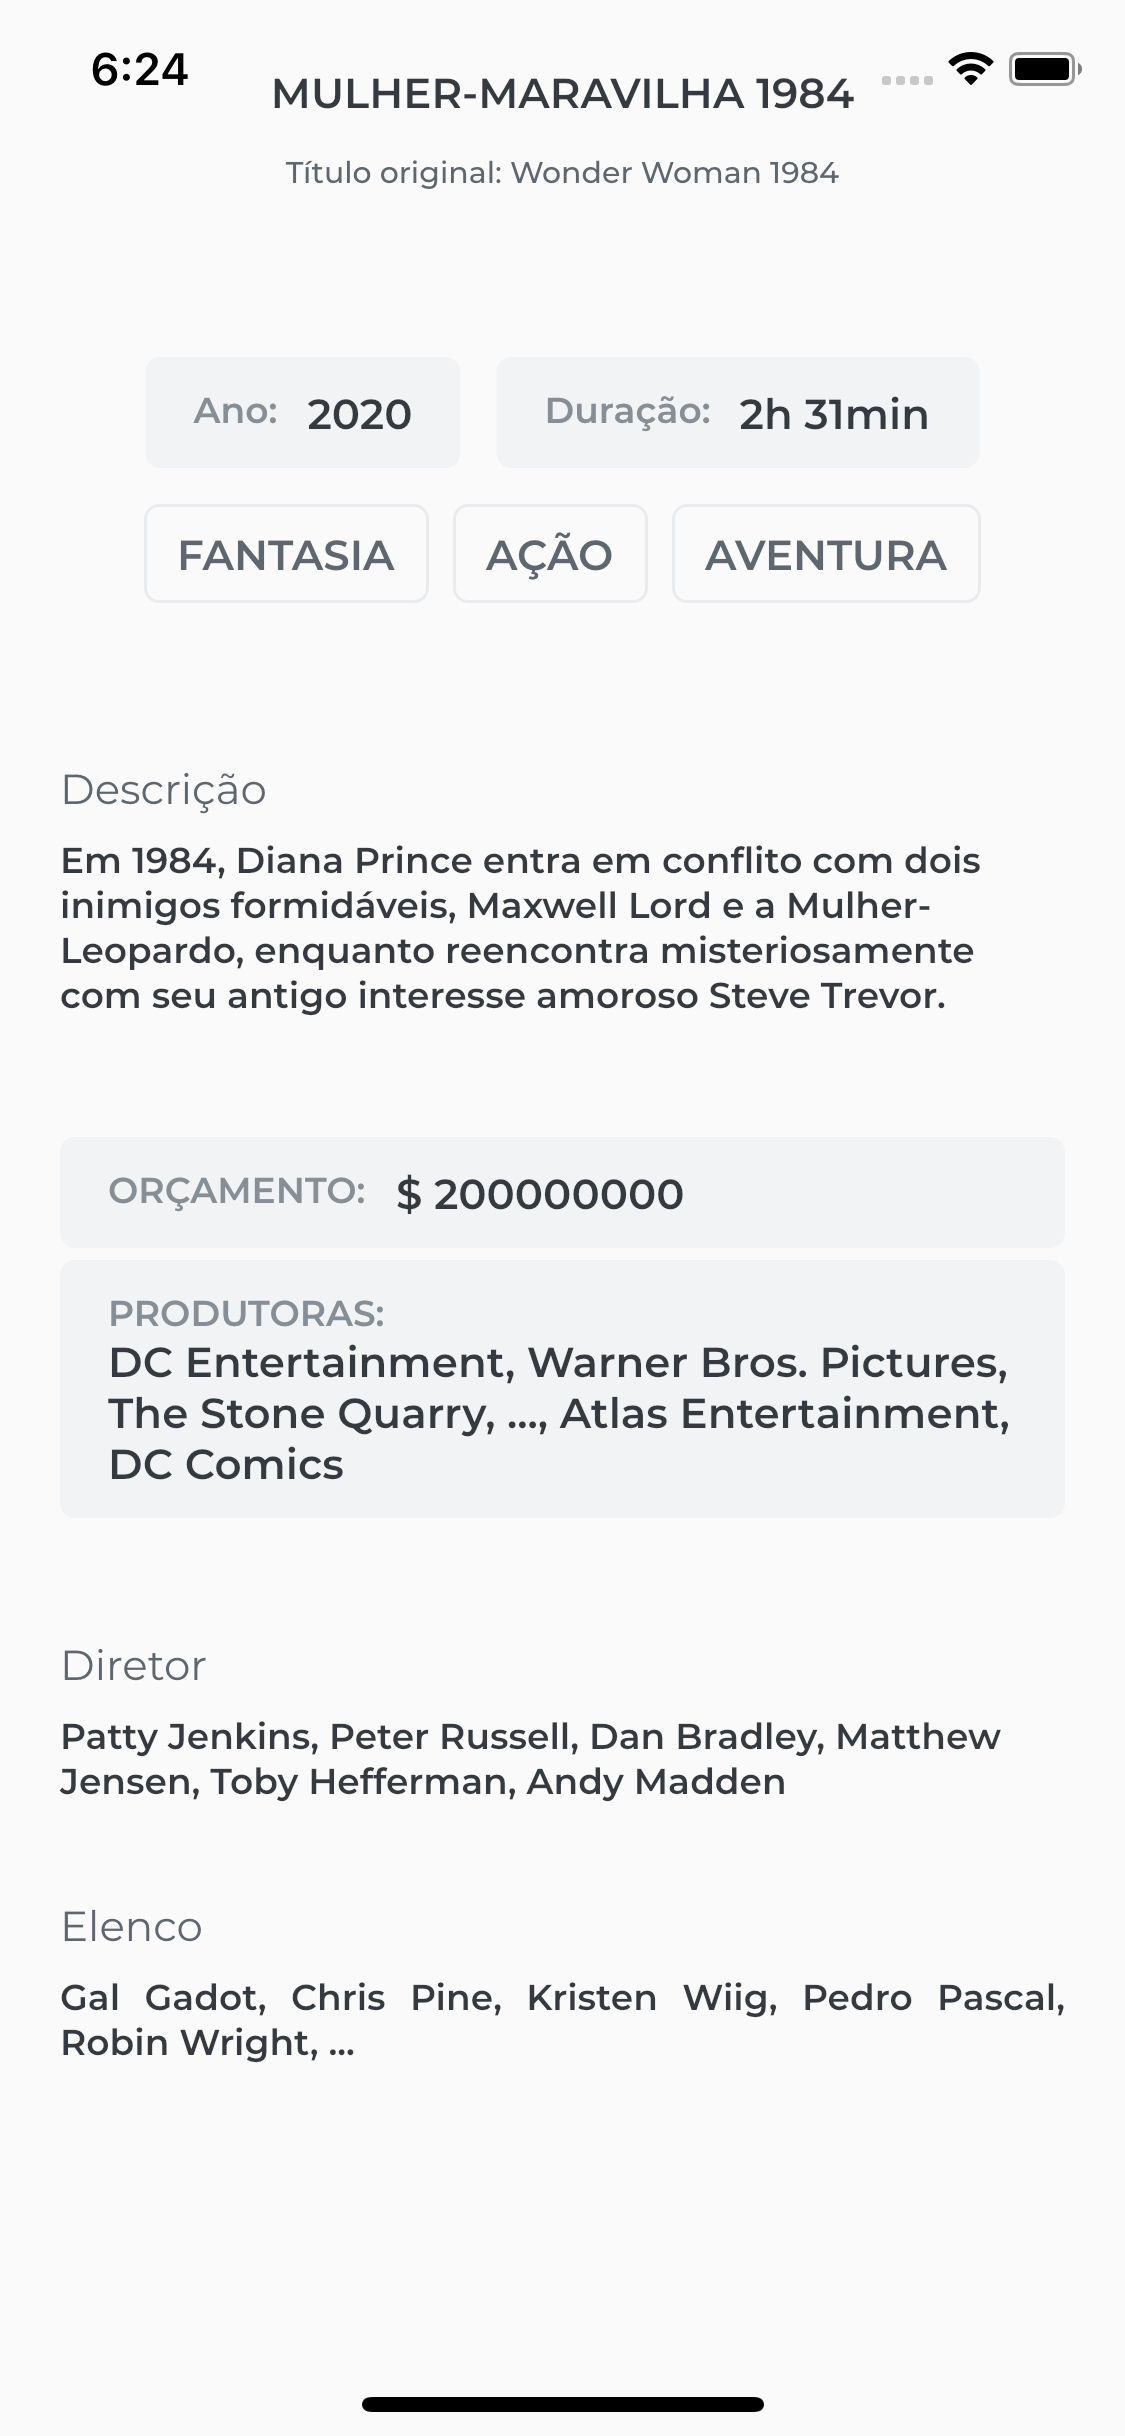 6:24
MULHER-MARAVILHA 1984
Título original: Wonder Woman 1984
Ano: 2020 Duração: 2h 31min
FANTASIA AÇÃO AVENTURA
Descrição
Em 1984, Diana Prince entra em conflito com dois
inimigos formidáveis, Maxwell Lord e a Mulher-
Leopardo, enquanto reencontra misteriosamente
com seu antigo interesse amoroso Steve Trevor.
ORÇAMENTO: $ 200000000
PRODUTORAS:
DC Entertainment, Warner Bros. Pictures,
The Stone Quarry, ..., Atlas Entertainment,
DC Comics
Diretor
Patty Jenkins, Peter Russell, Dan Bradley, Matthew
Jensen, Toby Hefferman, Andy Madden
Elenco
Gal Gadot, Chris Pine, Kristen Wiig, Pedro Pascal,
Robin Wright, ...